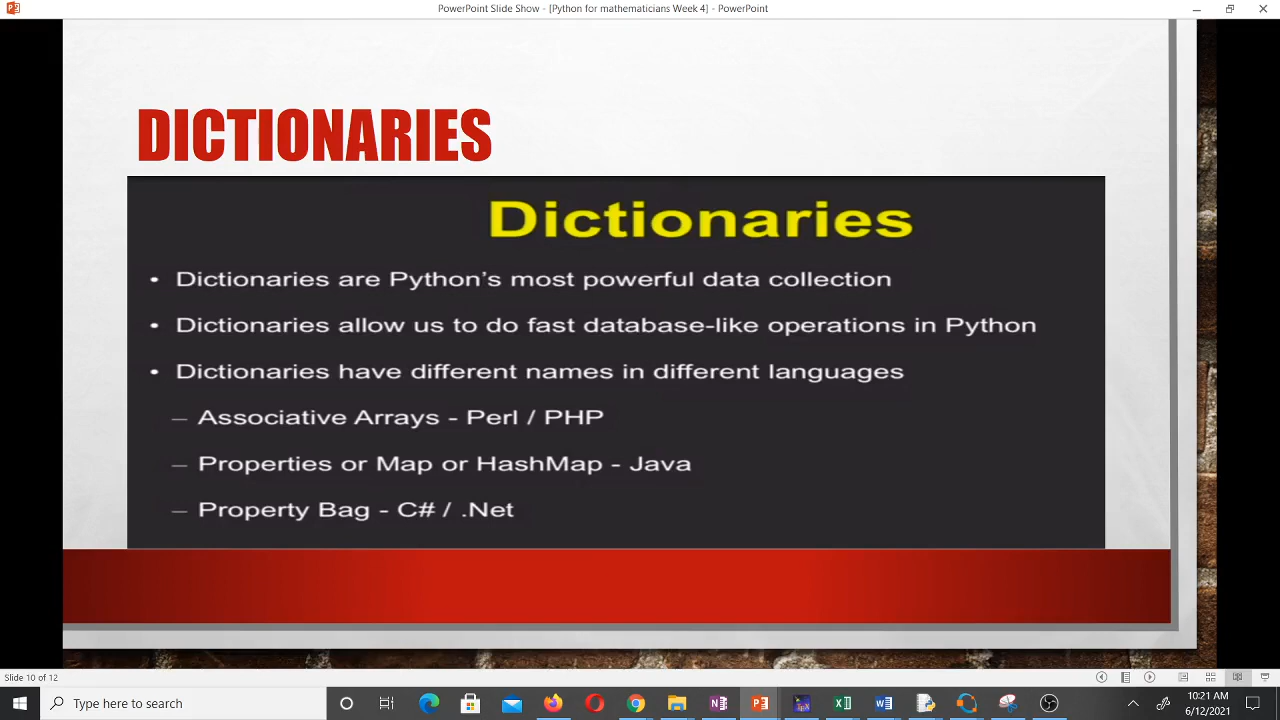 PowerPoint Slide Show - [Python for mathematicians Week 4] - PowerPoint
DICTIONARIES
Dictionaries
• Dictionaries are Python's most powerful data collection
• Dictionaries allow us to do fast database-like operations in Python
• Dictionaries have different names in different languages
– Associative Arrays - Perl / PHP
– Properties or Map or HashMap - Java
– Property Bag - C# / .Net
Slide 10 of 12
Type here to search
10:21 AM
6/12/2021